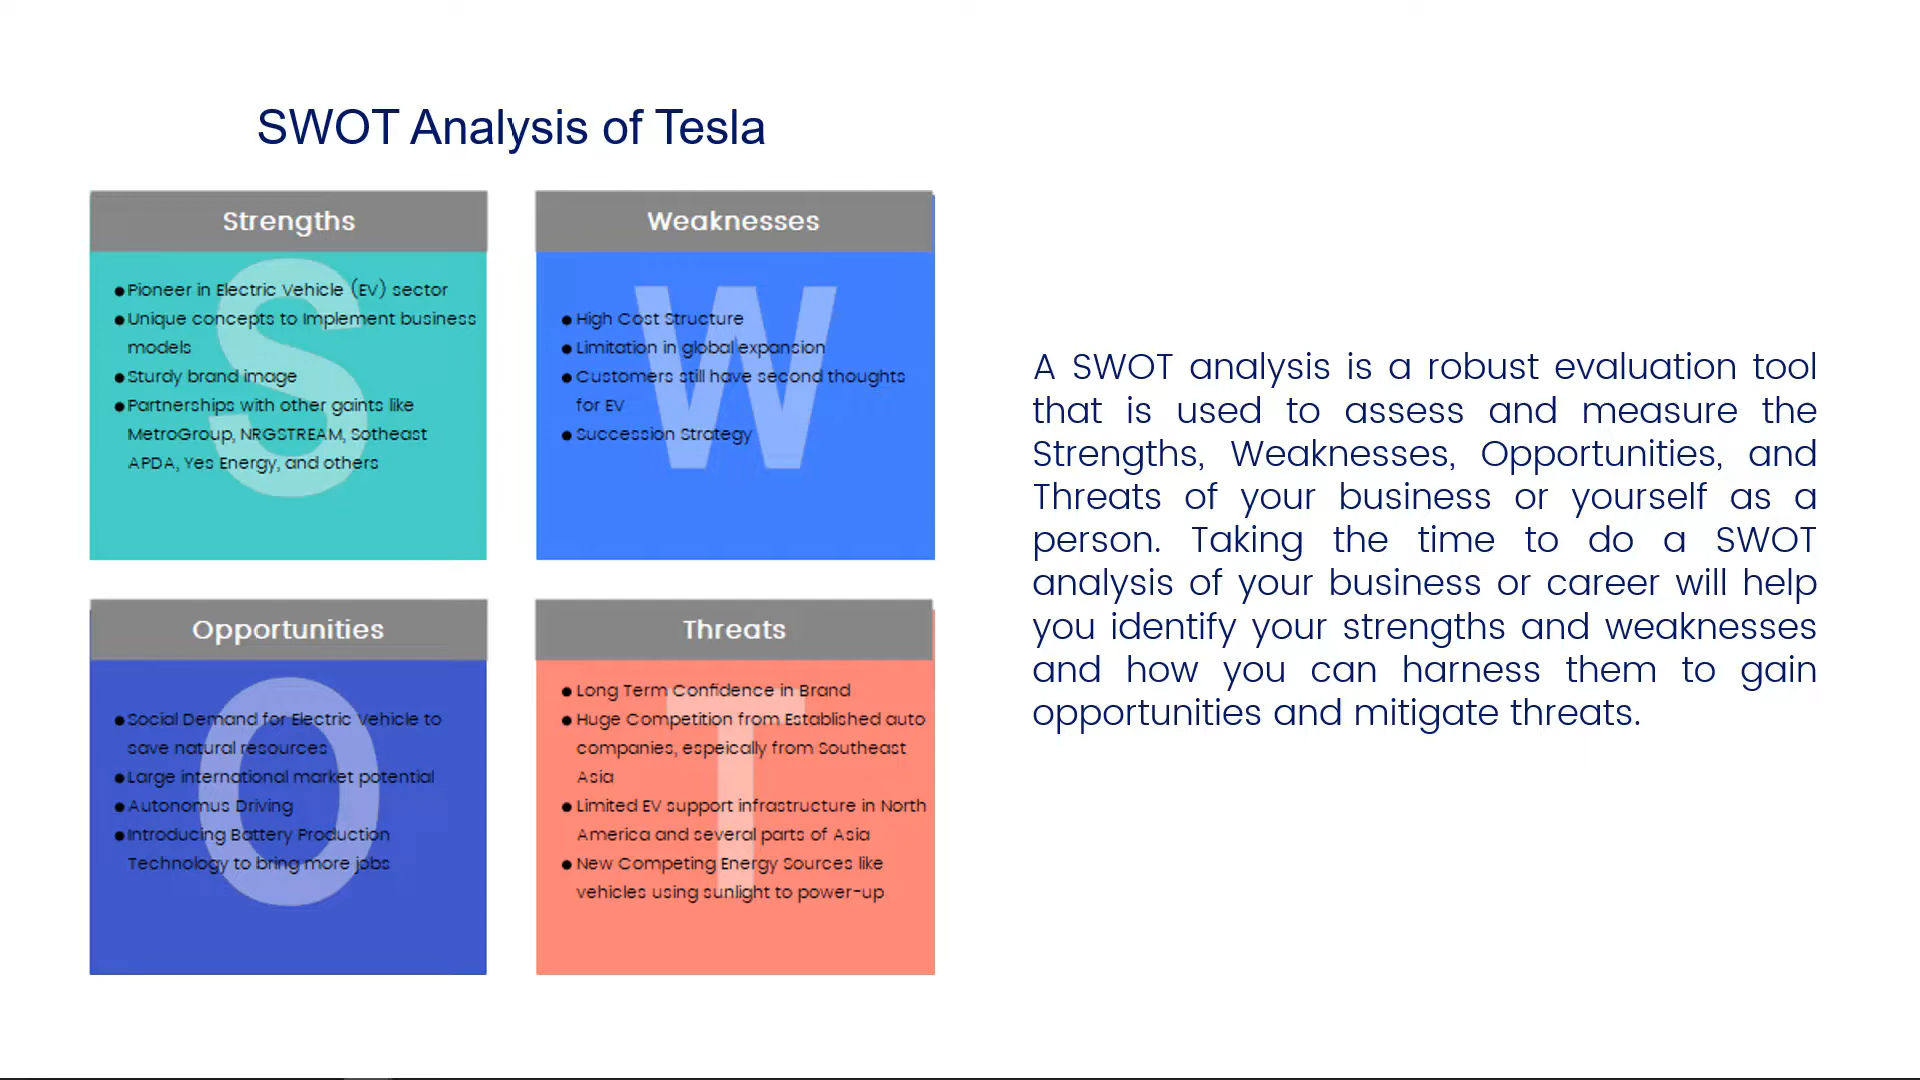 SWOT Analysis of Tesla
Strengths
S
● Pioneer in Electric Vehicle (EV) sector
● Unique concepts to Implement business
models
● Sturdy brand image
● Partnerships with other gaints like
MetroGroup, NRGSTREAM, Sotheast
APDA, Yes Energy, and others
Weaknesses
W
● High Cost Structure
● Limitation in global expansion
● Customers still have second thoughts
for EV
● Succession Strategy
Opportunities
O
● Social Demand for Electric Vehicle to
save natural resources
● Large international market potential
● Autonomus Driving
● Introducing Battery Production
Technology to bring more jobs
Threats
T
● Long Term Confidence in Brand
● Huge Competition from Established auto
companies, espeically from Southeast
Asia
● Limited EV support infrastructure in North
America and several parts of Asia
● New Competing Energy Sources like
vehicles using sunlight to power-up
A SWOT analysis is a robust evaluation tool
that is used to assess and measure the
Strengths, Weaknesses, Opportunities, and
Threats of your business or yourself as a
person. Taking the time to do a SWOT
analysis of your business or career will help
you identify your strengths and weaknesses
and how you can harness them to gain
opportunities and mitigate threats.